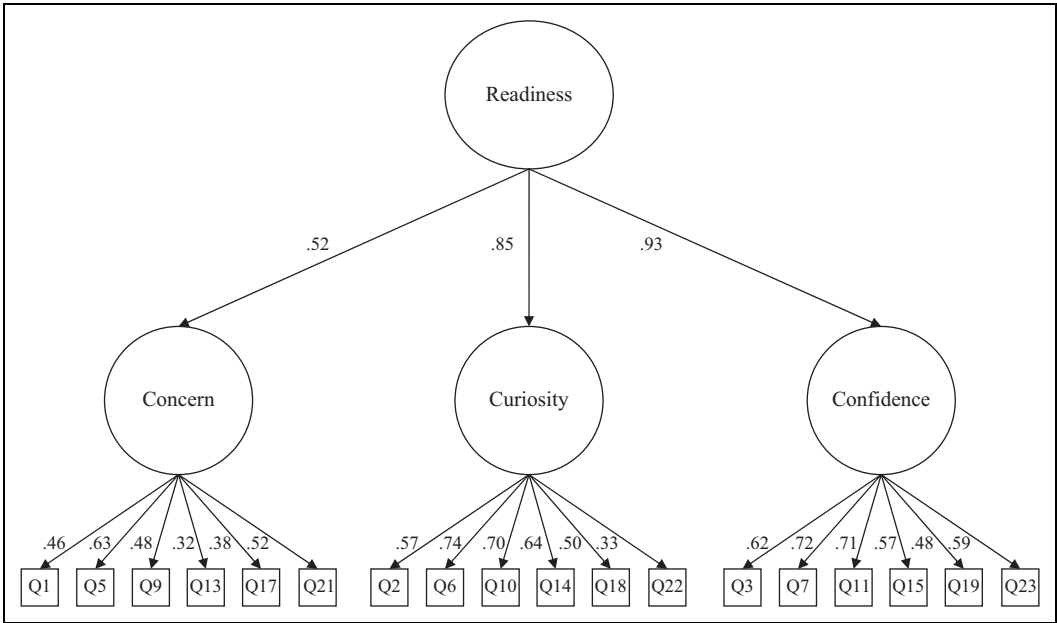 Readiness
.52 .85 .93
Concern Curiosity Confidence
.46 .63 .48 .32 .38 .52 .57 .74 .70 .64 .50 .33 .62 .72 .71 .57 .48 .59
Q1 Q5 Q9 Q13 Q17 Q21 Q2 Q6 Q10 Q14 Q18 Q22 Q3 Q7 Q11 Q15 Q19 Q23